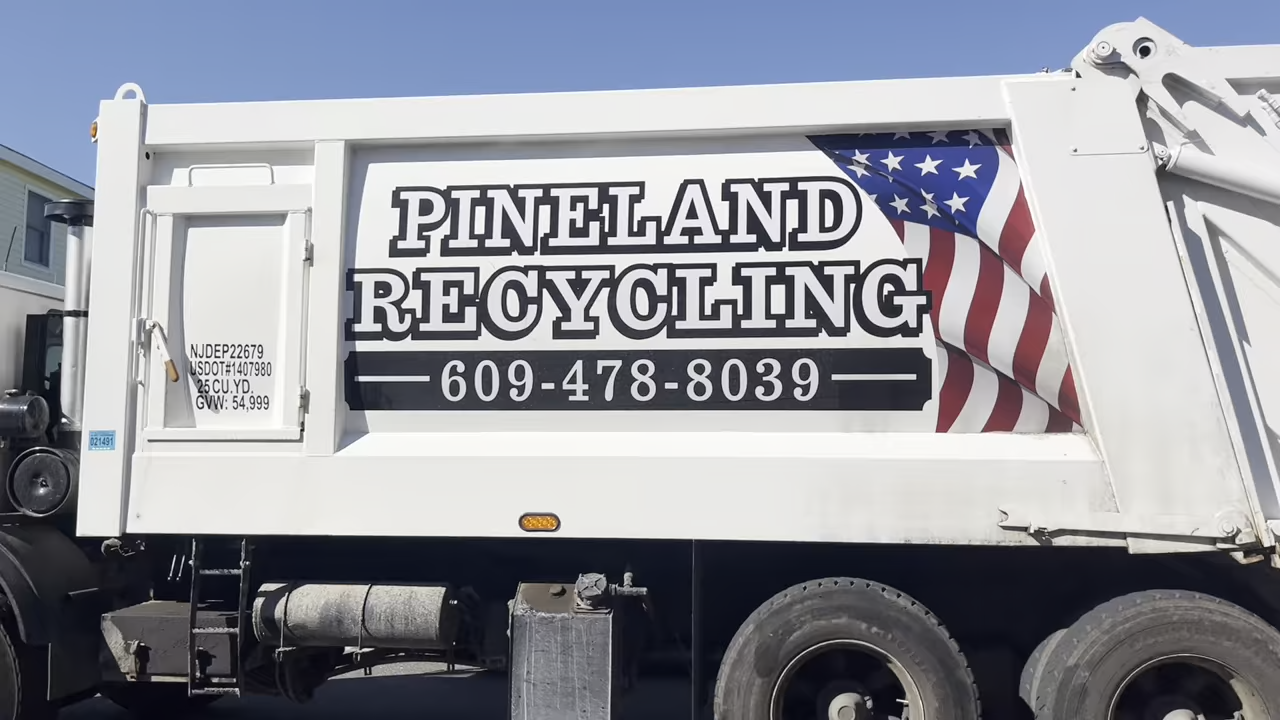 PINELAND
RECYCLING
609-478-8039
NJDEP22679
USDOT#1407980
25 CU.YD.
GVW: 54,999
021491